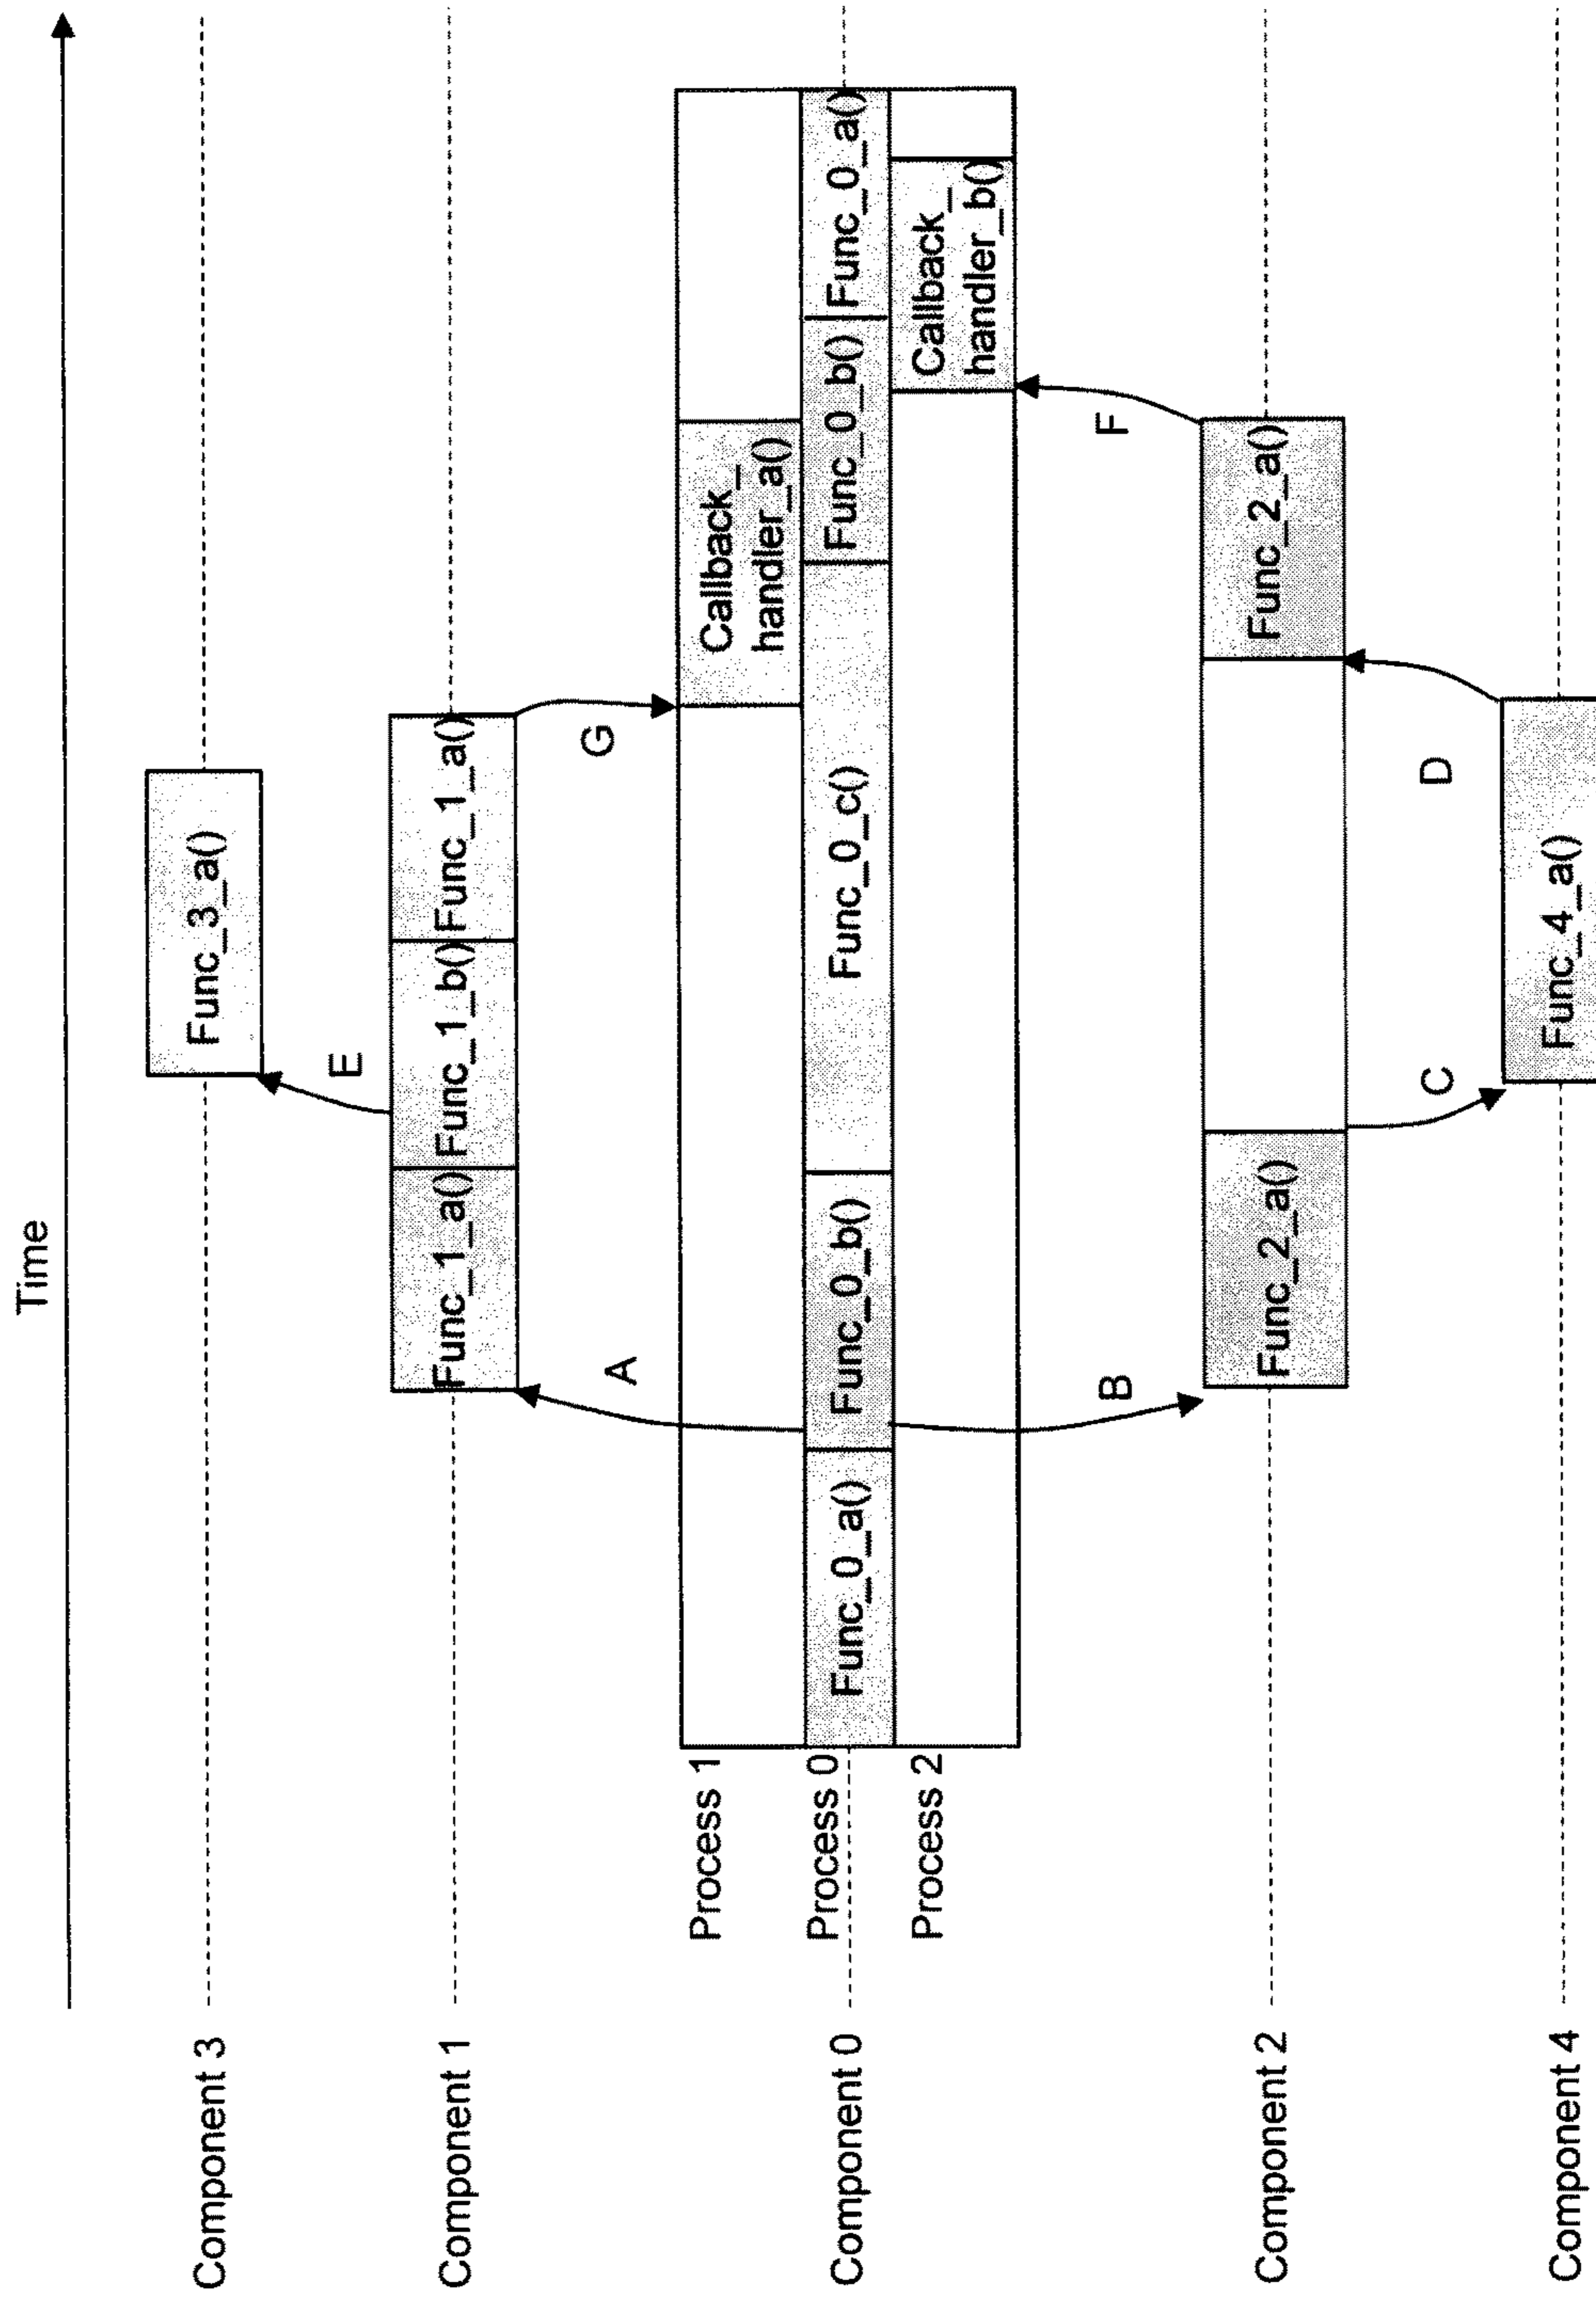 Time
Component 3
Func_3_a()
E
Component 1
Func_1_a()
Func_1_b()
Func_1_a()
A
G
Process 1
Callback_
handler_a()
Component 0
Process 0
Func_0_a()
Func_0_b()
Func_0_c()
Func_0_b()
Func_0_a()
Process 2
Callback_
handler_b()
B
F
Component 2
Func_2_a()
Func_2_a()
C
D
Component 4
Func_4_a()